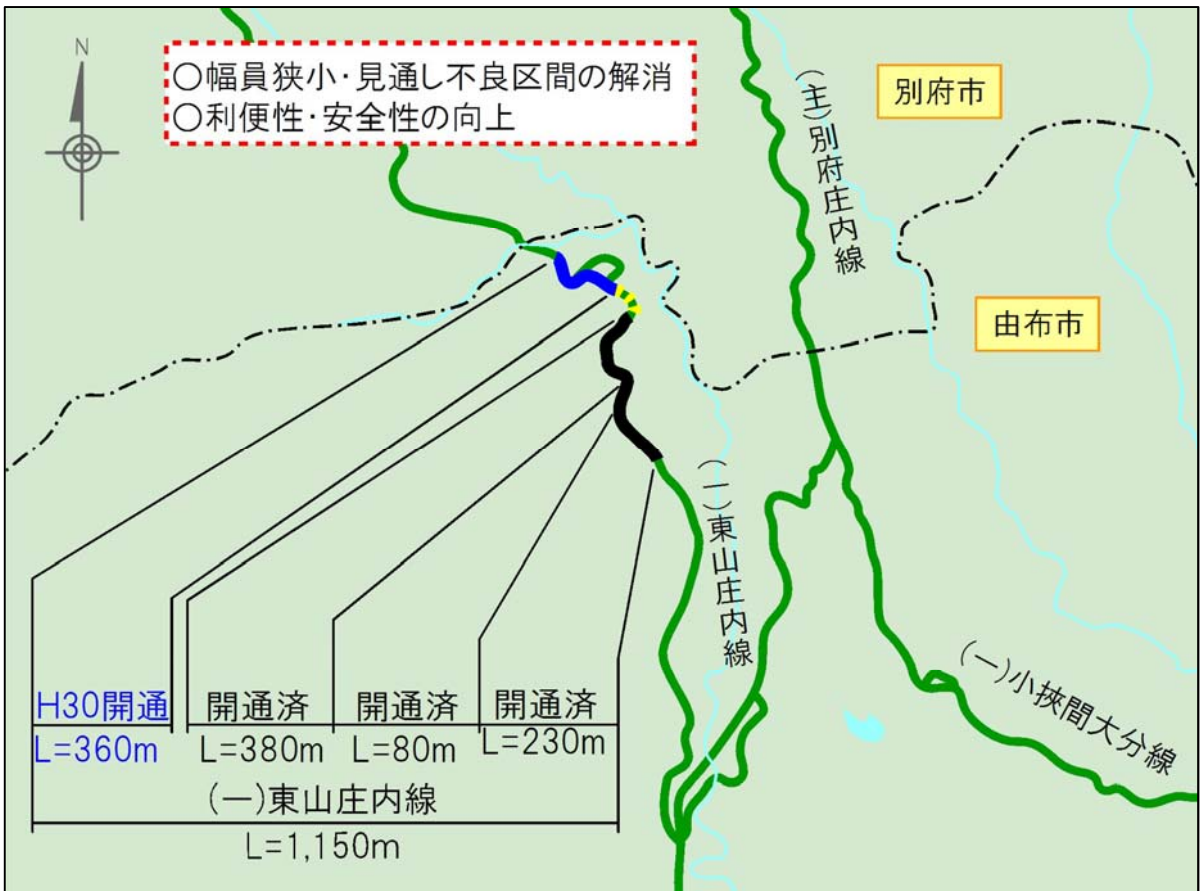 N
○幅員狭小・見通し不良区間の解消
○利便性・安全性の向上
別府市
(主)別府庄内線
由布市
(一)東山庄内線
(一)小挾間大分線
H30開通
L=360m
開通済
L=380m
開通済
L=80m
開通済
L=230m
(一)東山庄内線
L=1,150m